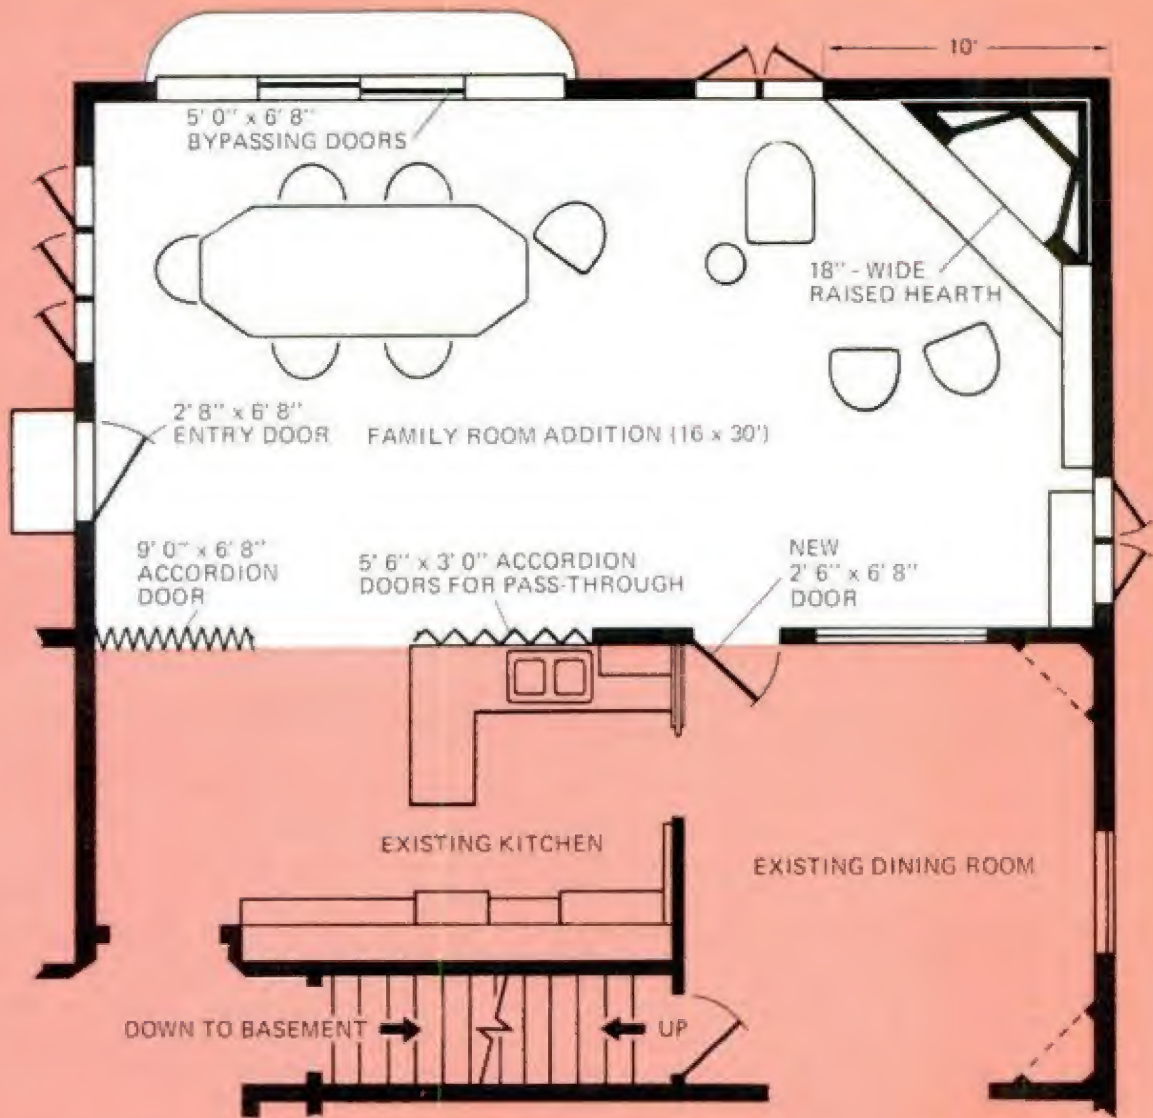 10'
5' 0" x 6' 8"
BYPASSING DOORS
18" - WIDE
RAISED HEARTH
2' 8" x 6' 8"
ENTRY DOOR
FAMILY ROOM ADDITION (16 x 30')
9' 0" x 6' 8"
ACCORDION
DOOR
5' 6" x 3' 0" ACCORDION
DOORS FOR PASS-THROUGH
NEW
2' 6" x 6' 8"
DOOR
EXISTING KITCHEN
EXISTING DINING ROOM
DOWN TO BASEMENT
UP